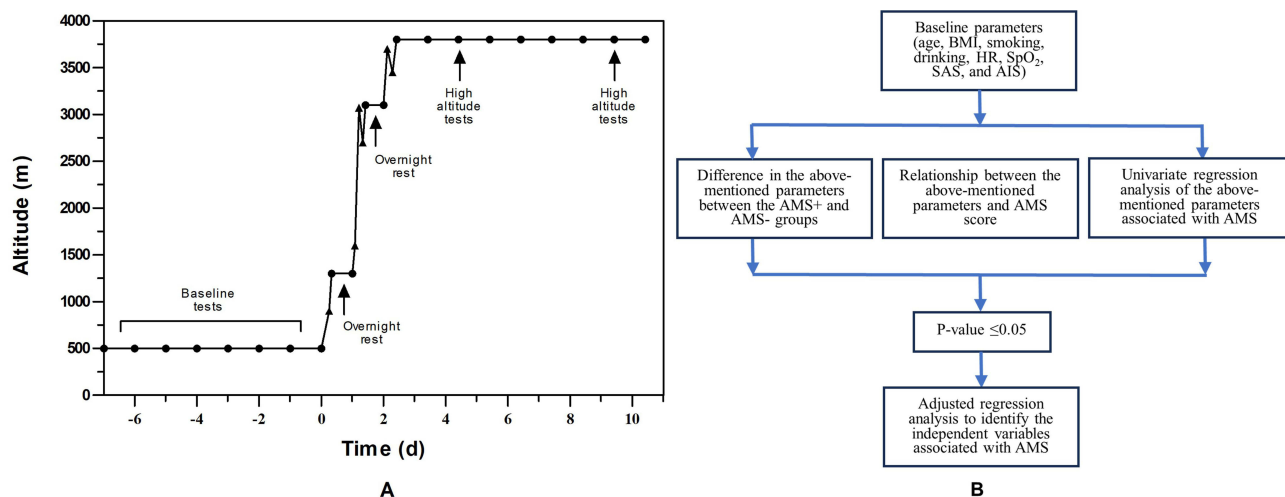 4000
3500
3000
2500
2000
1500
1000
500
0
Altitude (m)
-6
-4
-2
0
2
4
6
8
10
Time (d)
Baseline
tests
Overnight
rest
Overnight
rest
High
altitude
tests
High
altitude
tests
A
Baseline parameters
(age, BMI, smoking,
drinking, HR, SpO₂,
SAS, and AIS)
Difference in the above-
mentioned parameters
between the AMS+ and
AMS- groups
Relationship between the
above-mentioned
parameters and AMS
score
Univariate regression
analysis of the above-
mentioned parameters
associated with AMS
P-value ≤0.05
Adjusted regression
analysis to identify the
independent variables
associated with AMS
B